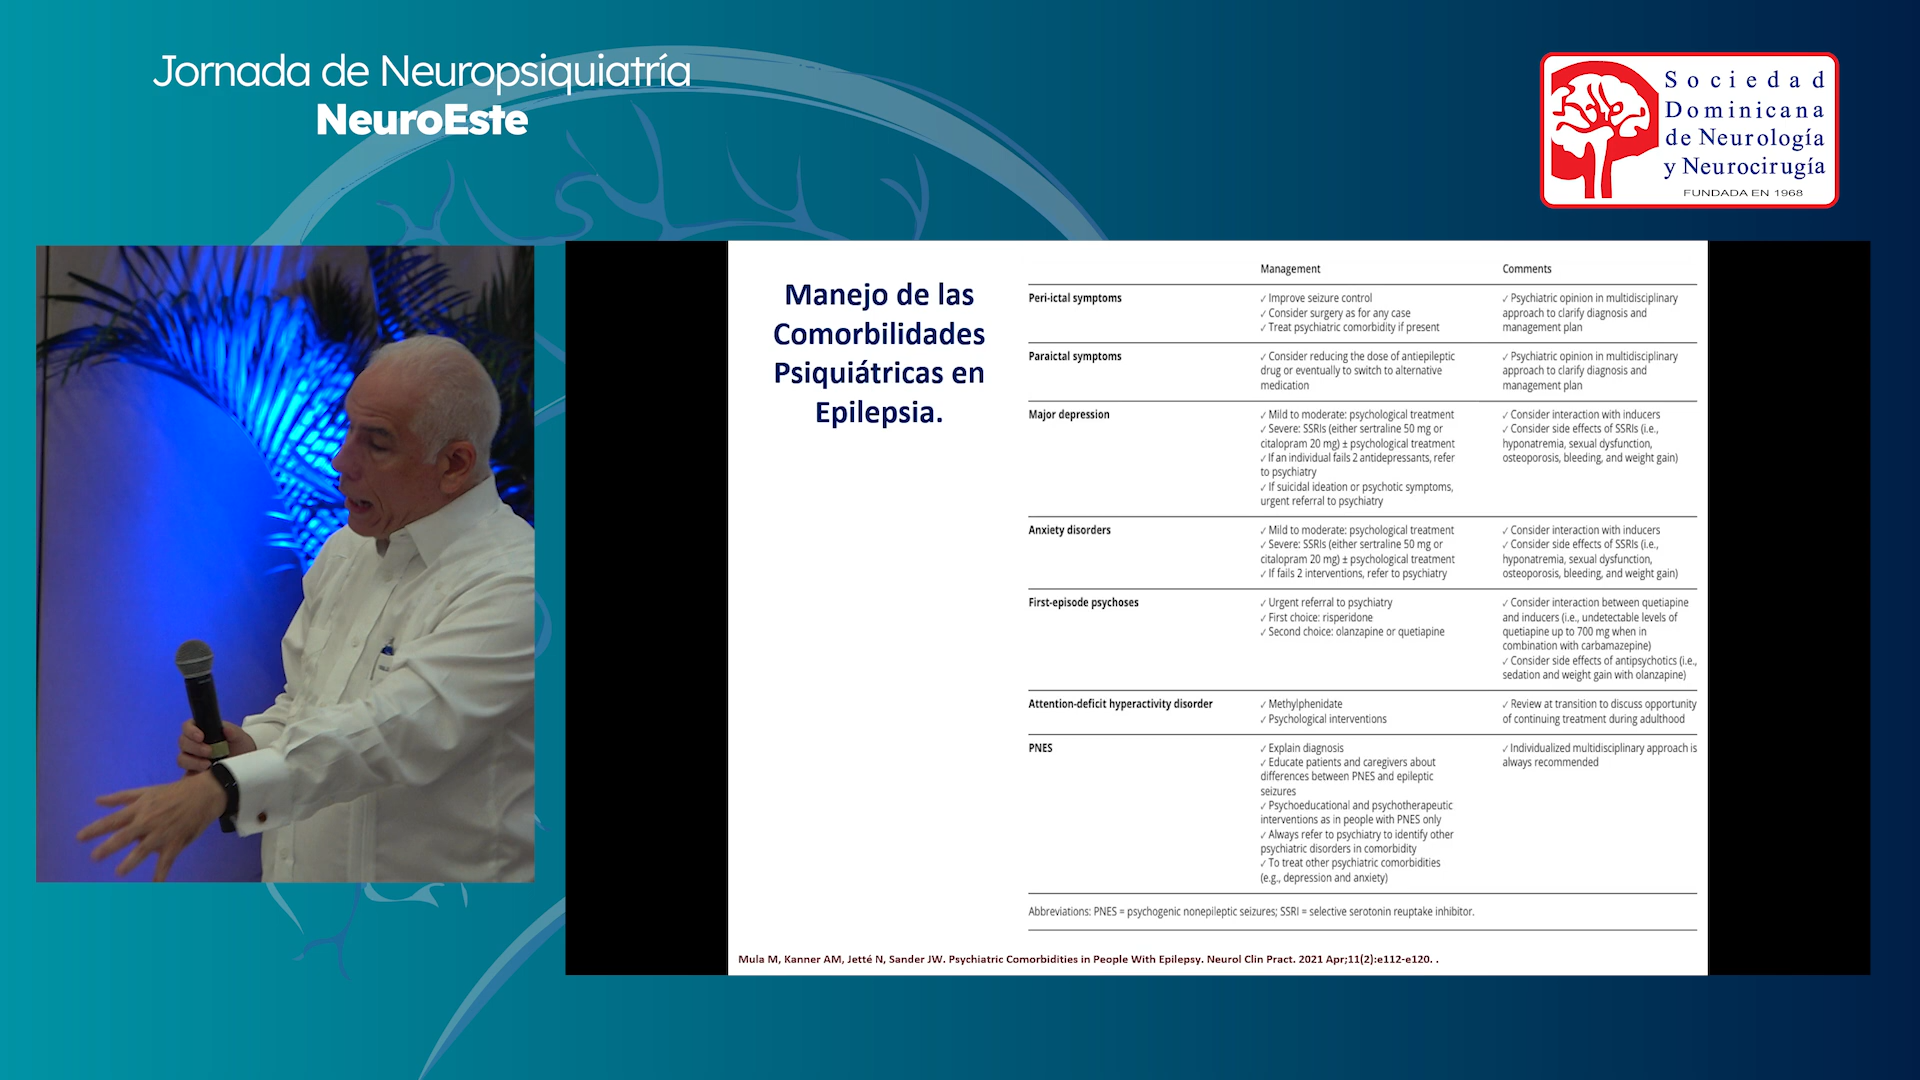 Jornada de Neuropsiquiatría
NeuroEste
Sociedad
Dominicana
de Neurología
y Neurocirugía
FUNDADA EN 1968
Manejo de las
Comorbilidades
Psiquiátricas en
Epilepsia.
Management
Comments
Peri-ictal symptoms
✓ Improve seizure control
✓ Consider surgery as for any case
✓ Treat psychiatric comorbidity if present
✓ Psychiatric opinion in multidisciplinary
approach to clarify diagnosis and
management plan
Paraictal symptoms
✓ Consider reducing the dose of antiepileptic
drug or eventually to switch to alternative
medication
✓ Psychiatric opinion in multidisciplinary
approach to clarify diagnosis and
management plan
Major depression
✓ Mild to moderate: psychological treatment
✓ Severe: SSRIs (either sertraline 50 mg or
citalopram 20 mg) ± psychological treatment
✓ If an individual fails 2 antidepressants, refer
to psychiatry
✓ If suicidal ideation or psychotic symptoms,
urgent referral to psychiatry
✓ Consider interaction with inducers
✓ Consider side effects of SSRIs (i.e.,
hyponatremia, sexual dysfunction,
osteoporosis, bleeding, and weight gain)
Anxiety disorders
✓ Mild to moderate: psychological treatment
✓ Severe: SSRIs (either sertraline 50 mg or
citalopram 20 mg) ± psychological treatment
✓ If fails 2 interventions, refer to psychiatry
✓ Consider interaction with inducers
✓ Consider side effects of SSRIs (i.e.,
hyponatremia, sexual dysfunction,
osteoporosis, bleeding, and weight gain)
First-episode psychoses
✓ Urgent referral to psychiatry
✓ First choice: risperidone
✓ Second choice: olanzapine or quetiapine
✓ Consider interaction between quetiapine
and inducers (i.e., undetectable levels of
quetiapine up to 700 mg when in
combination with carbamazepine)
✓ Consider side effects of antipsychotics (i.e.,
sedation and weight gain with olanzapine)
Attention-deficit hyperactivity disorder
✓ Methylphenidate
✓ Psychological interventions
✓ Review at transition to discuss opportunity
of continuing treatment during adulthood
PNES
✓ Explain diagnosis
✓ Educate patients and caregivers about
differences between PNES and epileptic
seizures
✓ Psychoeducational and psychotherapeutic
interventions as in people with PNES only
✓ Always refer to psychiatry to identify other
psychiatric disorders in comorbidity
✓ To treat other psychiatric comorbidities
(e.g., depression and anxiety)
✓ Individualized multidisciplinary approach is
always recommended
Abbreviations: PNES = psychogenic nonepileptic seizures; SSRI = selective serotonin reuptake inhibitor.
Mula M, Kanner AM, Jetté N, Sander JW. Psychiatric Comorbidities in People With Epilepsy. Neurol Clin Pract. 2021 Apr;11(2):e112-e120. .